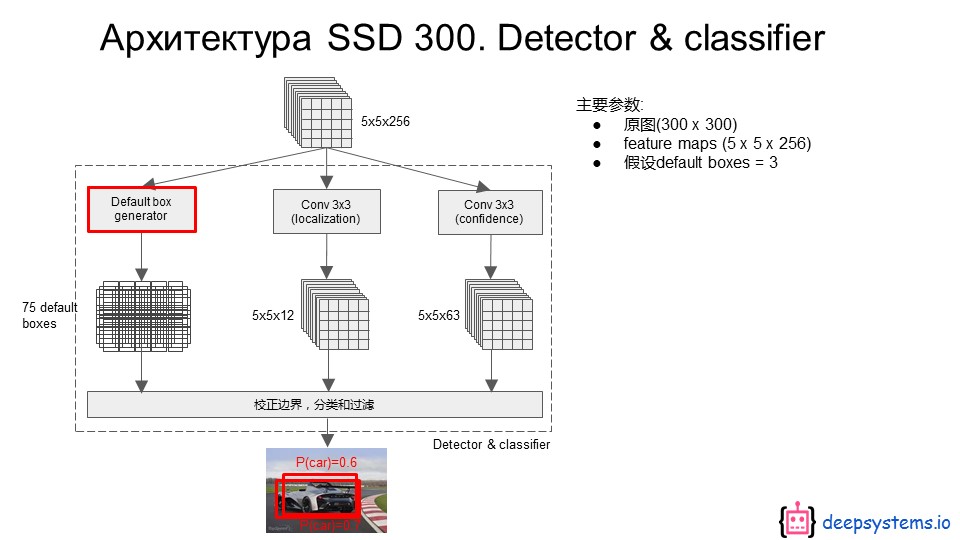 Архитектура SSD 300. Detector & classifier
5x5x256
主要参数:
● 原图(300 x 300)
● feature maps (5 x 5 x 256)
● 假设default boxes = 3
Default box
generator
Conv 3x3
(localization)
Conv 3x3
(confidence)
75 default
boxes
5x5x12
5x5x63
校正边界，分类和过滤
Detector & classifier
P(car)=0.6
deepsystems.io